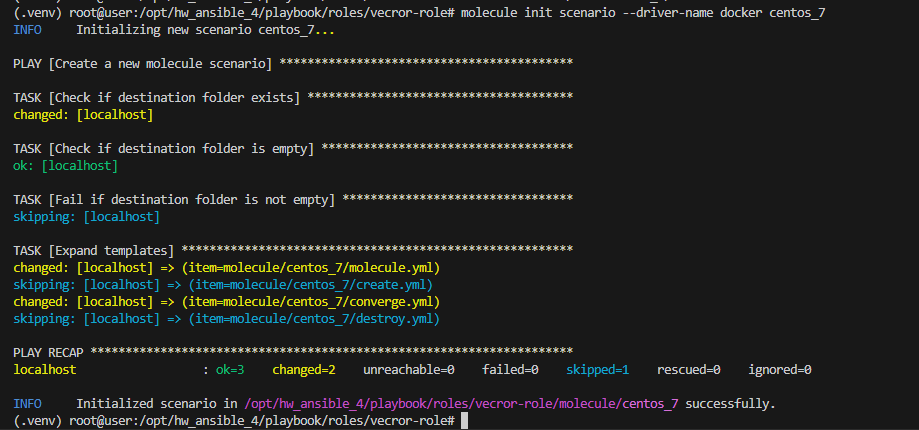 (.venv) root@user:/opt/hw_ansible_4/playbook/roles/vecror-role# molecule init scenario --driver-name docker centos_7
INFO     Initializing new scenario centos_7...

PLAY [Create a new molecule scenario] ******************************************

TASK [Check if destination folder exists] **************************************
changed: [localhost]

TASK [Check if destination folder is empty] ************************************
ok: [localhost]

TASK [Fail if destination folder is not empty] *********************************
skipping: [localhost]

TASK [Expand templates] ********************************************************
changed: [localhost] => (item=molecule/centos_7/molecule.yml)
skipping: [localhost] => (item=molecule/centos_7/create.yml)
changed: [localhost] => (item=molecule/centos_7/converge.yml)
skipping: [localhost] => (item=molecule/centos_7/destroy.yml)

PLAY RECAP *********************************************************************
localhost                  : ok=3    changed=2    unreachable=0    failed=0    skipped=1    rescued=0    ignored=0

INFO     Initialized scenario in /opt/hw_ansible_4/playbook/roles/vecror-role/molecule/centos_7 successfully.
(.venv) root@user:/opt/hw_ansible_4/playbook/roles/vecror-role#